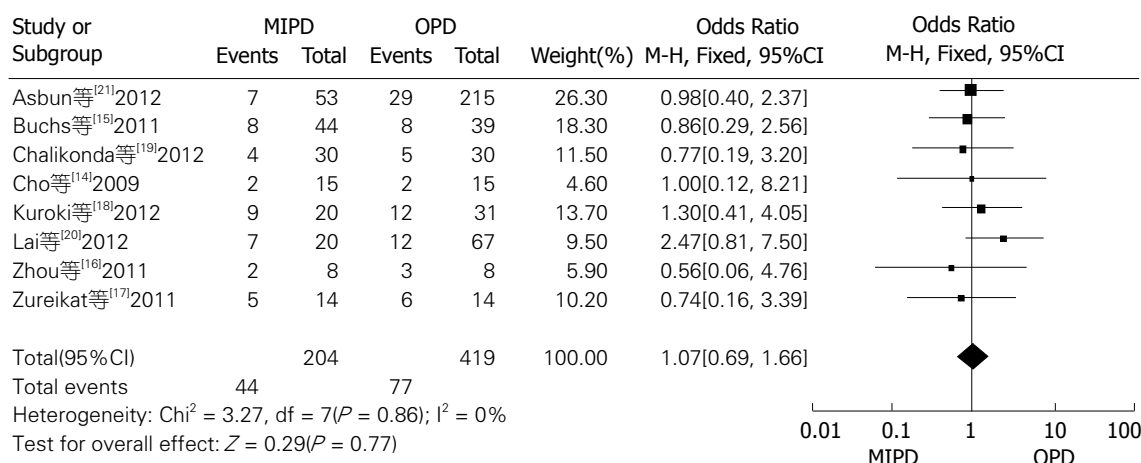 Study or MIPD OPD Odds Ratio Odds Ratio
Subgroup Events Total Events Total Weight(%) M-H, Fixed, 95%CI M-H, Fixed, 95%CI
Asbun等[21]2012 7 53 29 215 26.30 0.98[0.40, 2.37]
Buchs等[15]2011 8 44 8 39 18.30 0.86[0.29, 2.56]
Chalikonda等[19]2012 4 30 5 30 11.50 0.77[0.19, 3.20]
Cho等[14]2009 2 15 2 15 4.60 1.00[0.12, 8.21]
Kuroki等[18]2012 9 20 12 31 13.70 1.30[0.41, 4.05]
Lai等[20]2012 7 20 12 67 9.50 2.47[0.81, 7.50]
Zhou等[16]2011 2 8 3 8 5.90 0.56[0.06, 4.76]
Zureikat等[17]2011 5 14 6 14 10.20 0.74[0.16, 3.39]
Total(95%CI) 204 419 100.00 1.07[0.69, 1.66]
Total events 44 77
Heterogeneity: Chi² = 3.27, df = 7(P = 0.86); I² = 0%
Test for overall effect: Z = 0.29(P = 0.77)
0.01 0.1 1 10 100
MIPD OPD